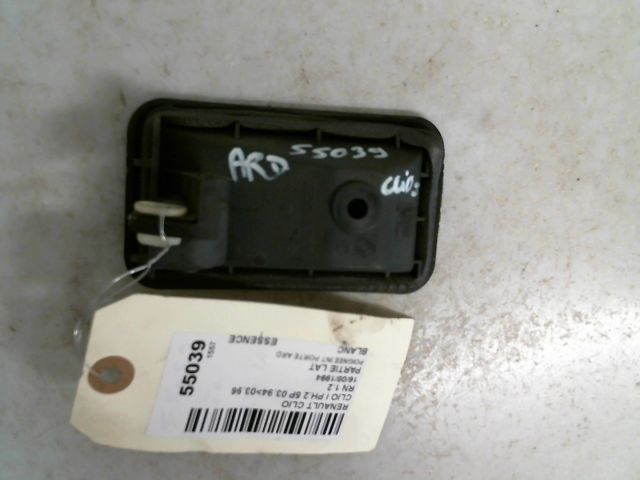 ARD 55039
Clio
RENAULT CLIO
CLIO I PH.2 5P 03.94>03.96
RN 1.2
16/08/1994
PARTIE LAT
POIGNEE INT PORTE ARD
BLANC
ESSENCE
1557
55039